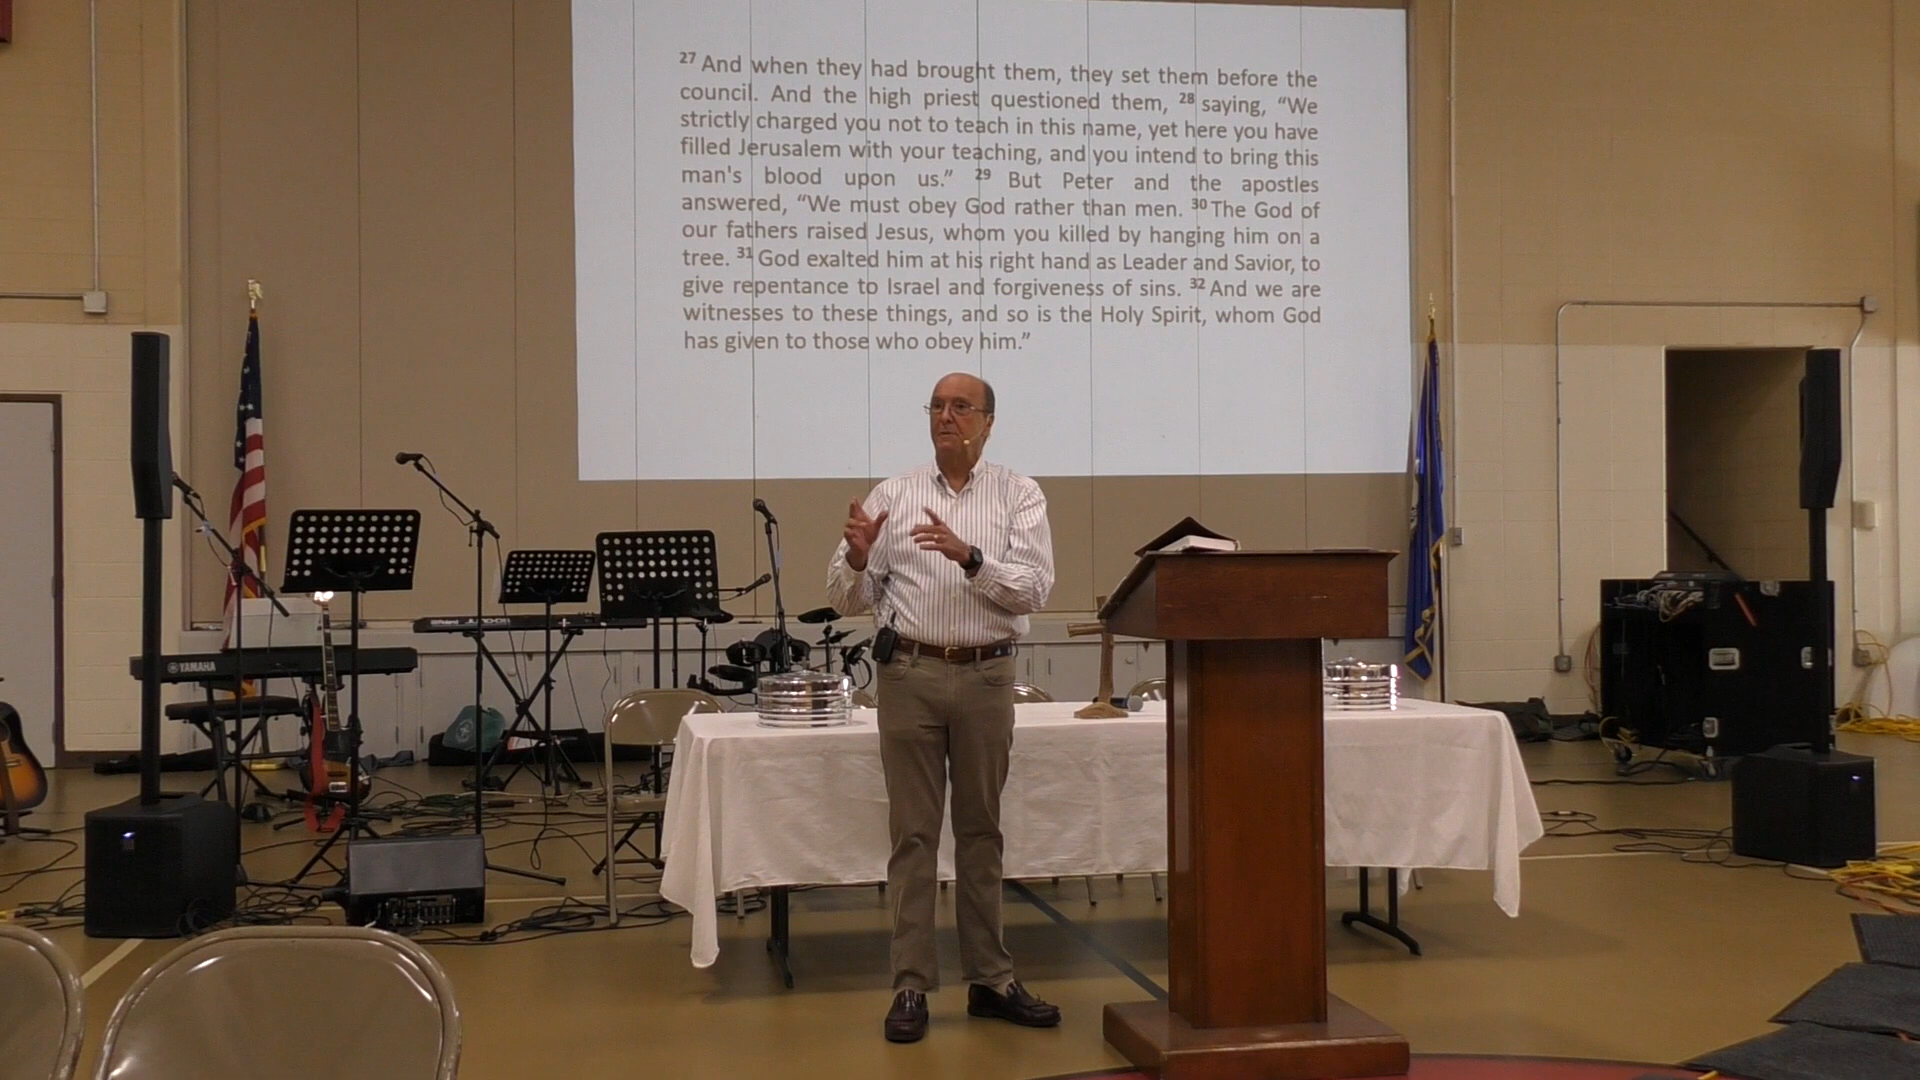 27 And when they had brought them, they set them before the
council. And the high priest questioned them, 28 saying, “We
strictly charged you not to teach in this name, yet here you have
filled Jerusalem with your teaching, and you intend to bring this
man's blood upon us.” 29 But Peter and the apostles
answered, “We must obey God rather than men. 30 The God of
our fathers raised Jesus, whom you killed by hanging him on a
tree. 31 God exalted him at his right hand as Leader and Savior, to
give repentance to Israel and forgiveness of sins. 32 And we are
witnesses to these things, and so is the Holy Spirit, whom God
has given to those who obey him.”
Roland
YAMAHA